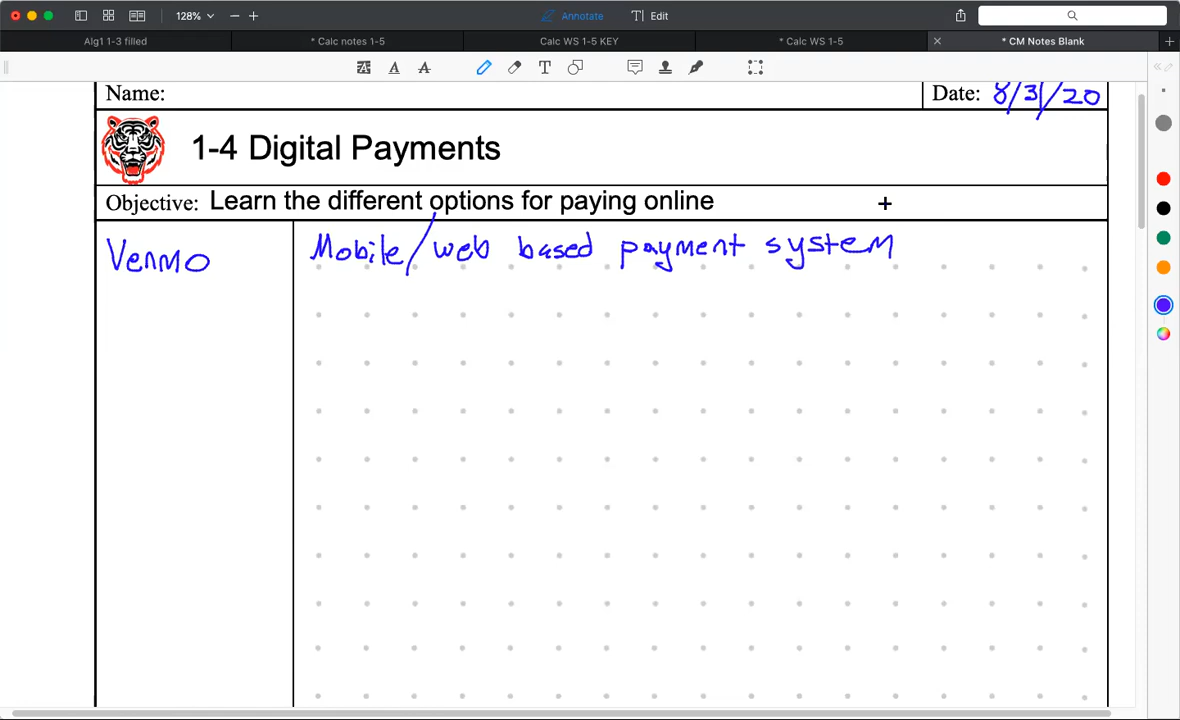 128%
Annotate
Edit
Alg1 1-3 filled
* Calc notes 1-5
Calc WS 1-5 KEY
* Calc WS 1-5
* CM Notes Blank
A A A T
Name:
Date: 8/31/20
1-4 Digital Payments
Objective: Learn the different options for paying online
Venmo
Mobile/web based payment system